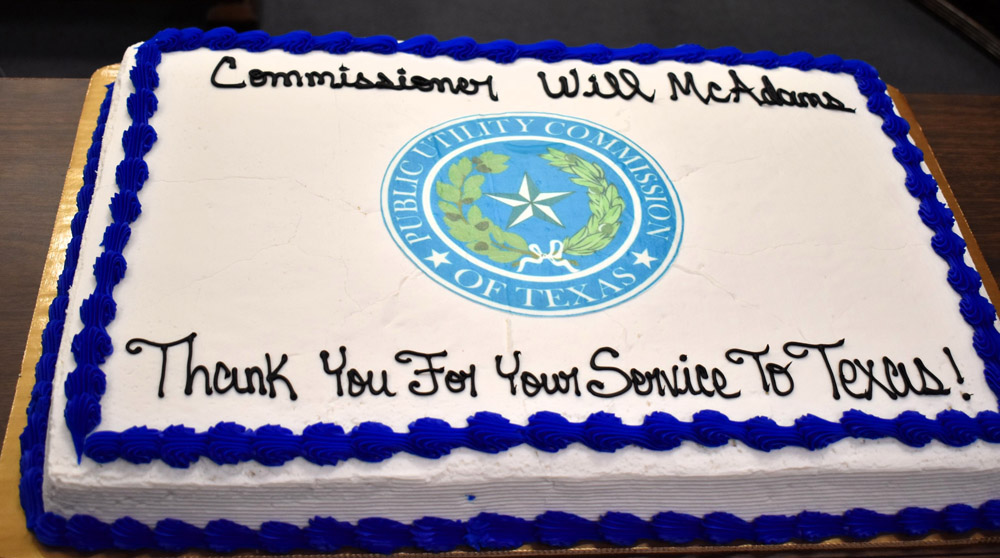 Commissioner Will McAdams
PUBLIC UTILITY COMMISSION
OF TEXAS
Thank You For Your Service To Texas!